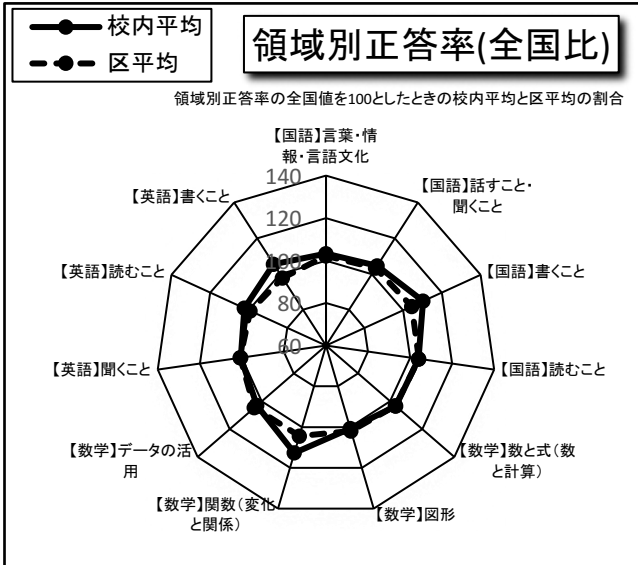 校内平均
区平均
領域別正答率(全国比)
領域別正答率の全国値を100としたときの校内平均と区平均の割合
【国語】言葉・情
報・言語文化
【国語】話すこと・
聞くこと
【国語】書くこと
【国語】読むこと
【数学】数と式(数
と計算)
【数学】図形
【数学】関数(変化
と関係)
【数学】データの活
用
【英語】聞くこと
【英語】読むこと
【英語】書くこと
140
120
100
80
60